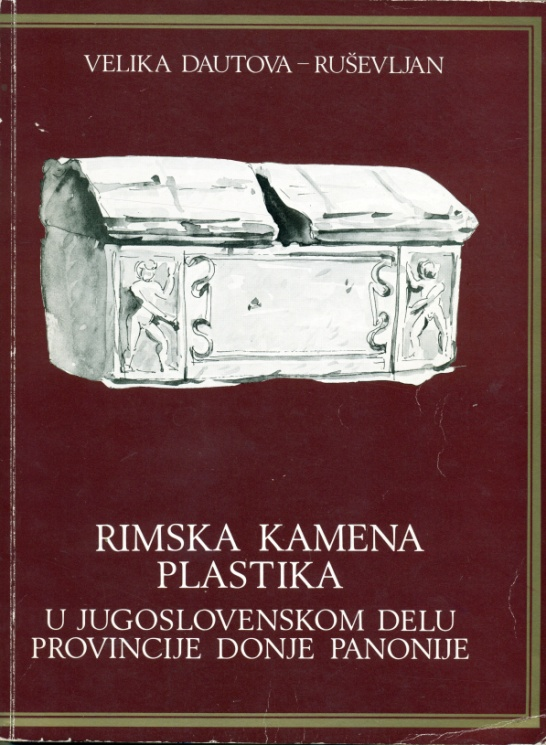 VELIKA DAUTOVA – RUŠEVLJAN
RIMSKA KAMENA
PLASTIKA
U JUGOSLOVENSKOM DELU
PROVINCIJE DONJE PANONIJE